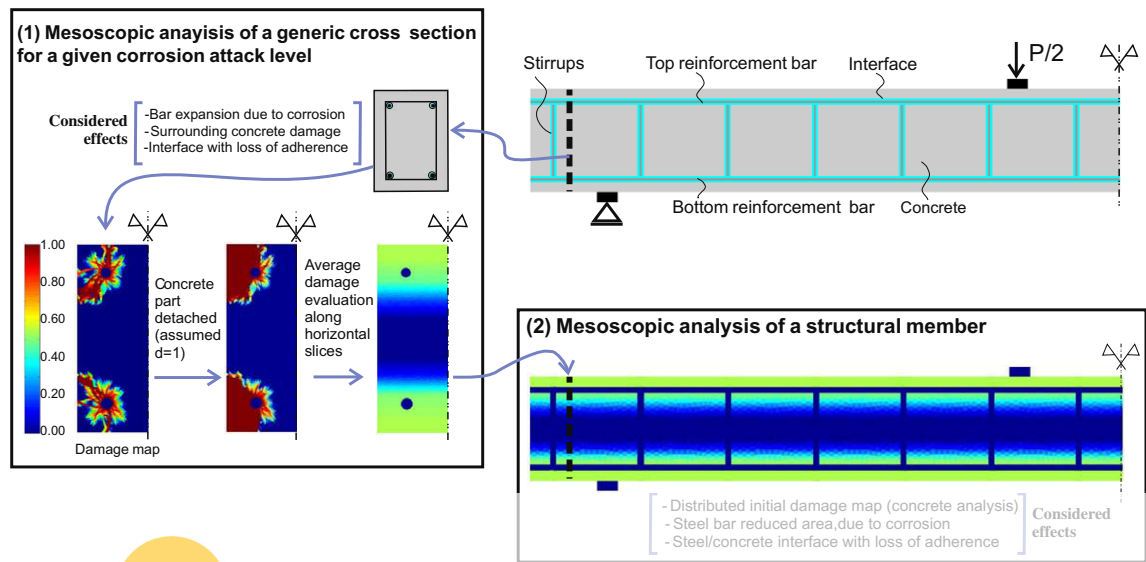 (1) Mesoscopic anayisis of a generic cross section
for a given corrosion attack level
Considered
effects
-Bar expansion due to corrosion
-Surrounding concrete damage
-Interface with loss of adherence
1.00
0.80
0.60
0.40
0.20
0.00
Damage map
Concrete
part
detached
(assumed
d=1)
Average
damage
evaluation
along
horizontal
slices
Stirrups
Top reinforcement bar
Interface
P/2
Bottom reinforcement bar
Concrete
(2) Mesoscopic analysis of a structural member
- Distributed initial damage map (concrete analysis)
- Steel bar reduced area,due to corrosion
- Steel/concrete interface with loss of adherence
Considered
effects